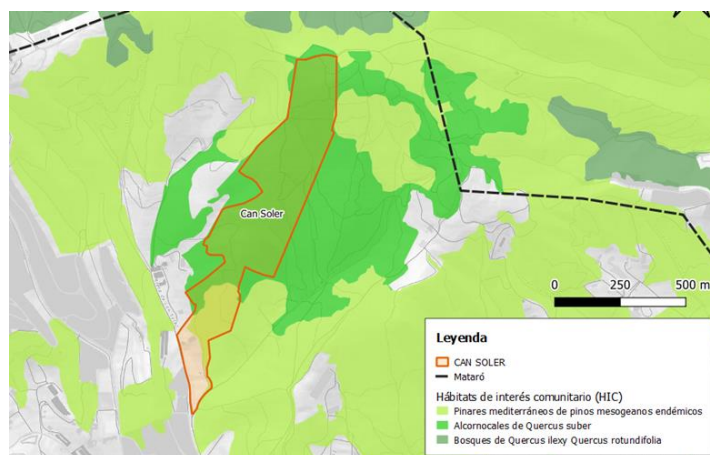 Can Soler
0 250 500 m
Leyenda
CAN SOLER
Mataró
Hábitats de interés comunitario (HIC)
Pinares mediterráneos de pinos mesogeanos endémicos
Alcornocales de Quercus suber
Bosques de Quercus ilexy Quercus rotundifolia